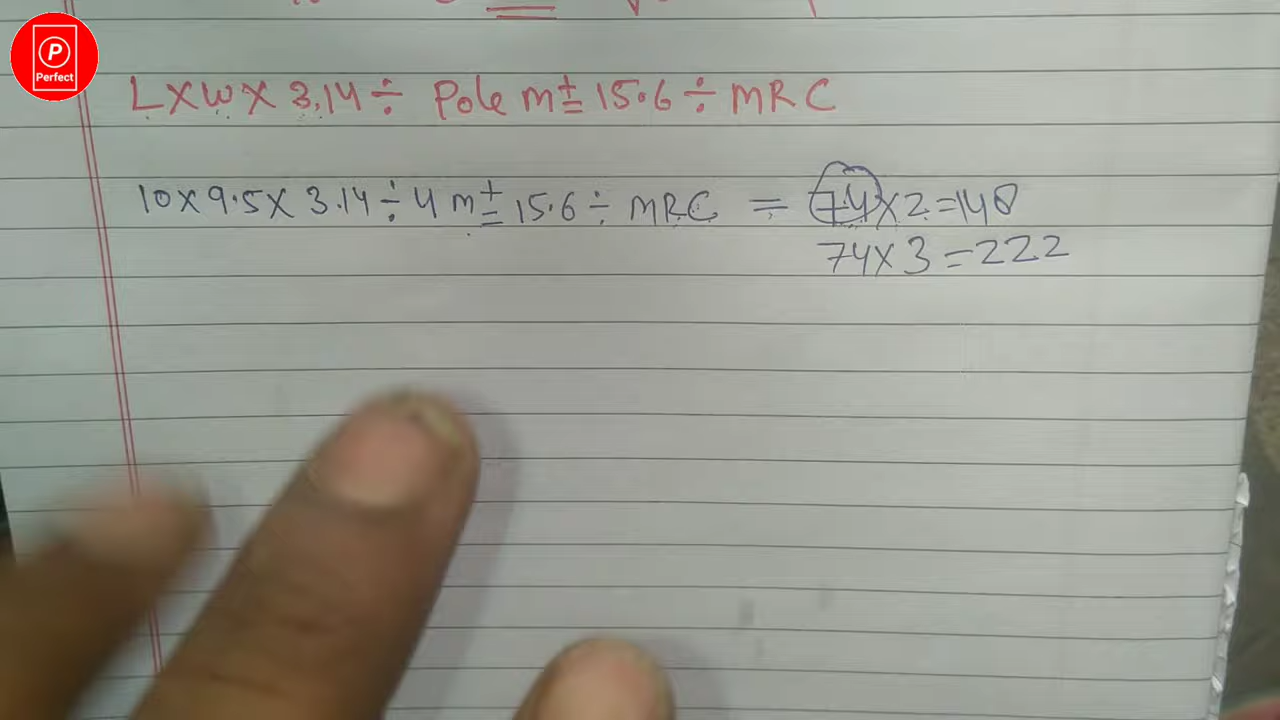 P
Perfect
L×W×3.14÷ Pole m± 15.6 ÷ MRC
10×9.5×3.14÷4 m± 15.6 ÷ MRC = 74×2=148
74×3=222